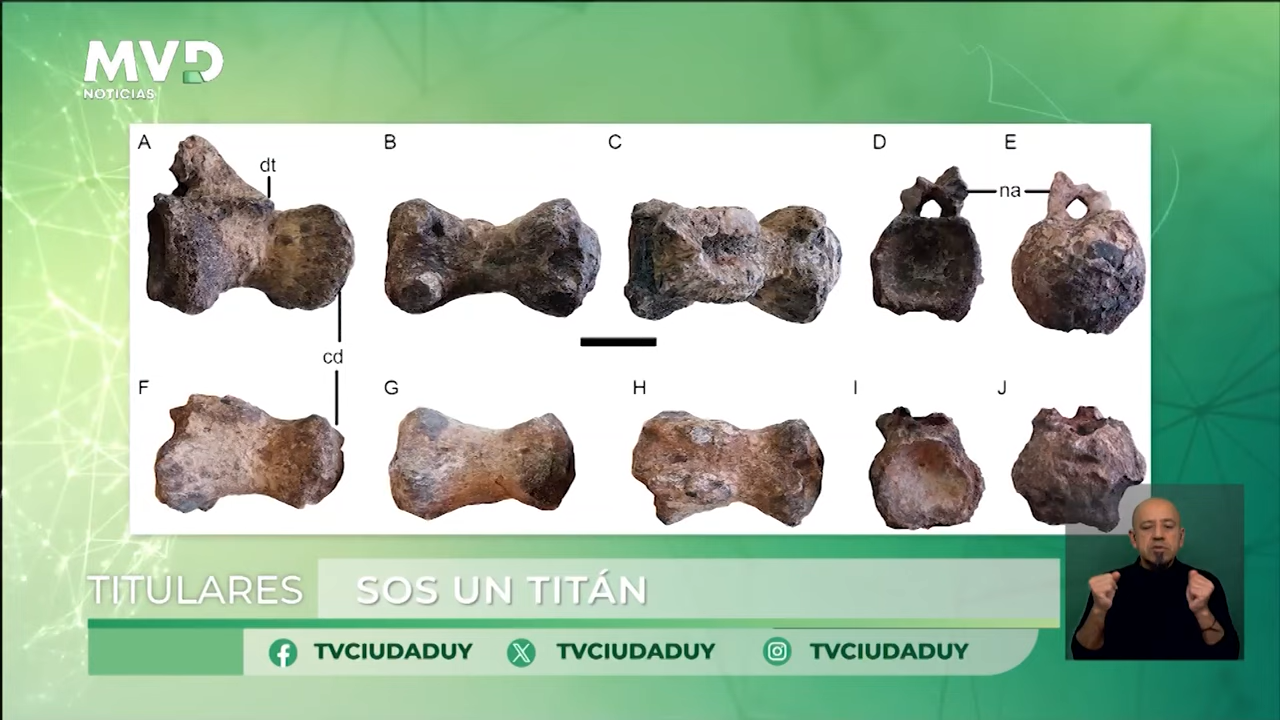 MVD
NOTICIAS
A B C D E
dt
na
cd
F G H I J
TITULARES SOS UN TITÁN
TVCIUDADUY TVCIUDADUY TVCIUDADUY